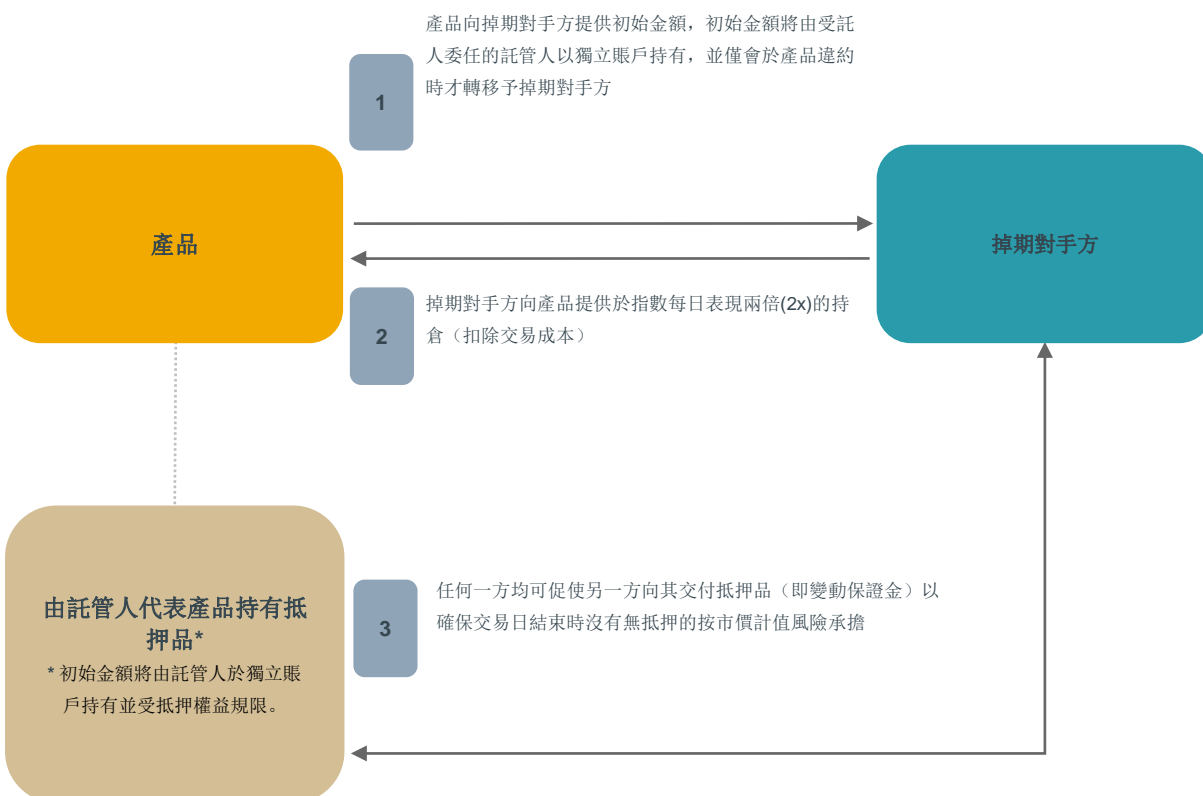 產品向掉期對手方提供初始金額，初始金額將由受託
人委任的託管人以獨立賬戶持有，並僅會於產品違約
時才轉移予掉期對手方
1
產品
掉期對手方
2
掉期對手方向產品提供於指數每日表現兩倍(2x)的持
倉（扣除交易成本）
由託管人代表產品持有抵
押品*
* 初始金額將由託管人於獨立賬
戶持有並受抵押權益規限。
3
任何一方均可促使另一方向其交付抵押品（即變動保證金）以
確保交易日結束時沒有無抵押的按市價計值風險承擔